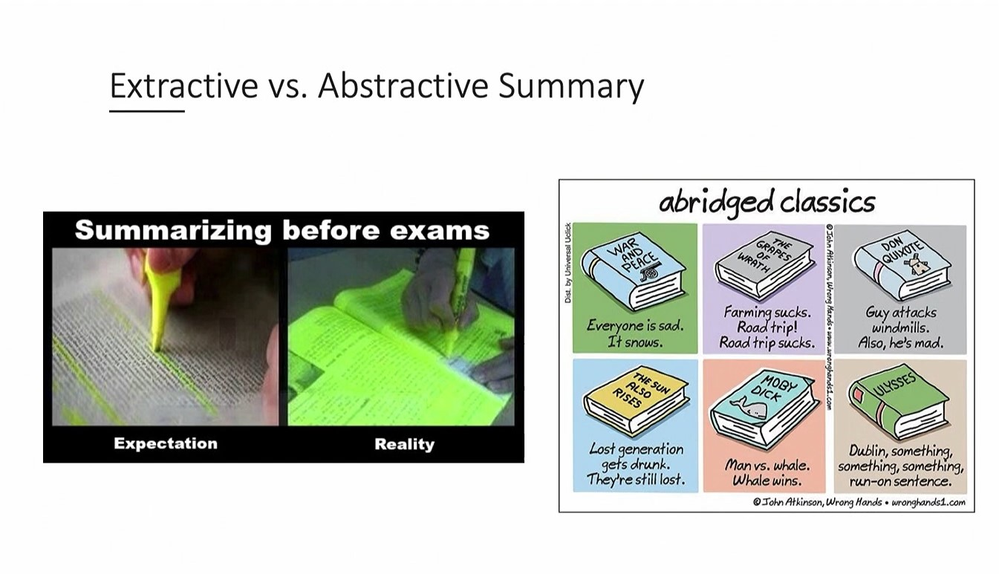 Extractive vs. Abstractive Summary
Summarizing before exams
Expectation
Reality
abridged classics
Dist. by Universal Uclick
WAR
AND
PEACE
Everyone is sad.
It snows.
THE
GRAPES
OF
WRATH
Farming sucks.
Road trip!
Road trip sucks.
© John Atkinson, Wrong Hands • www.wronghands1.com
DON
QUIXOTE
Guy attacks
windmills.
Also, he's mad.
THE SUN
ALSO
RISES
Lost generation
gets drunk.
They're still lost.
MOBY
DICK
Man vs. whale.
Whale wins.
ULYSSES
Dublin, something,
something, something,
run-on sentence.
© John Atkinson, Wrong Hands • wronghands1.com